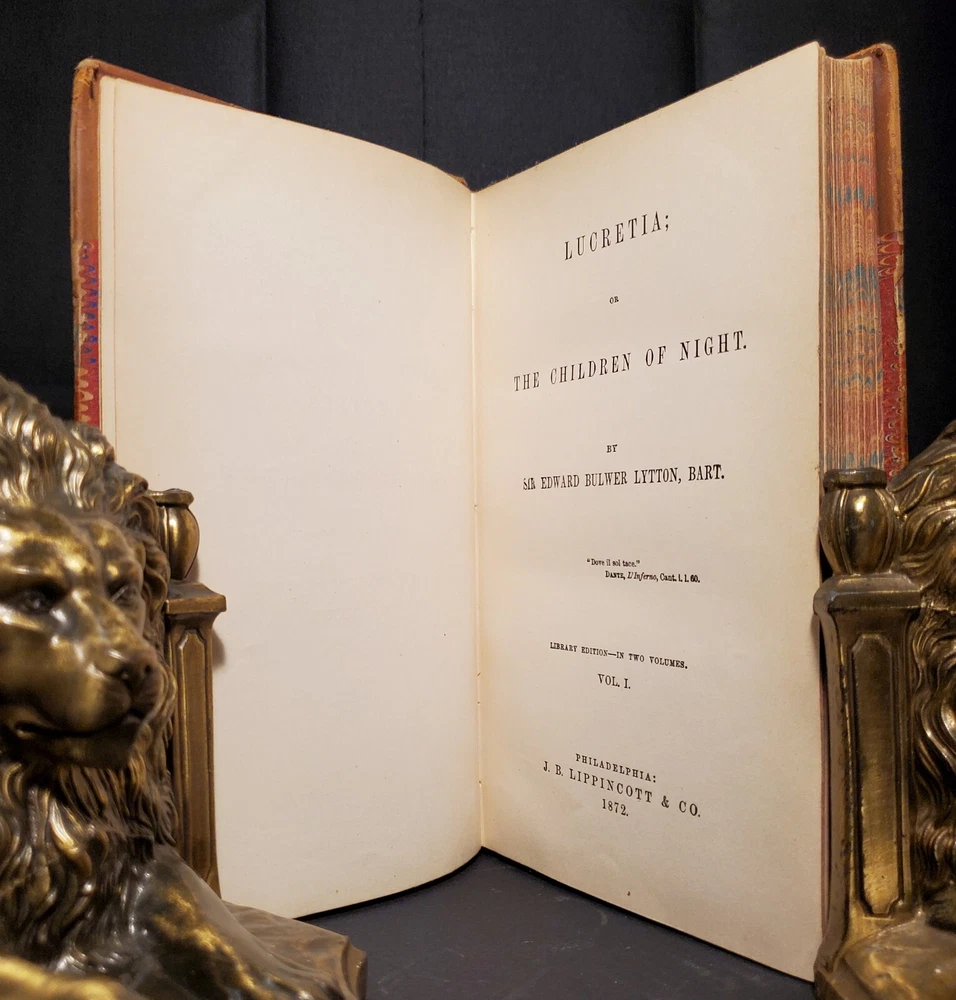 LUCRETIA;
OR
THE CHILDREN OF NIGHT.
BY
SIR EDWARD BULWER LYTTON, BART.
"Dove il sol tace."
DANTE, L'Inferno, Cant. i. l. 60.
LIBRARY EDITION—IN TWO VOLUMES.
VOL. I.
PHILADELPHIA:
J. B. LIPPINCOTT & CO.
1872.